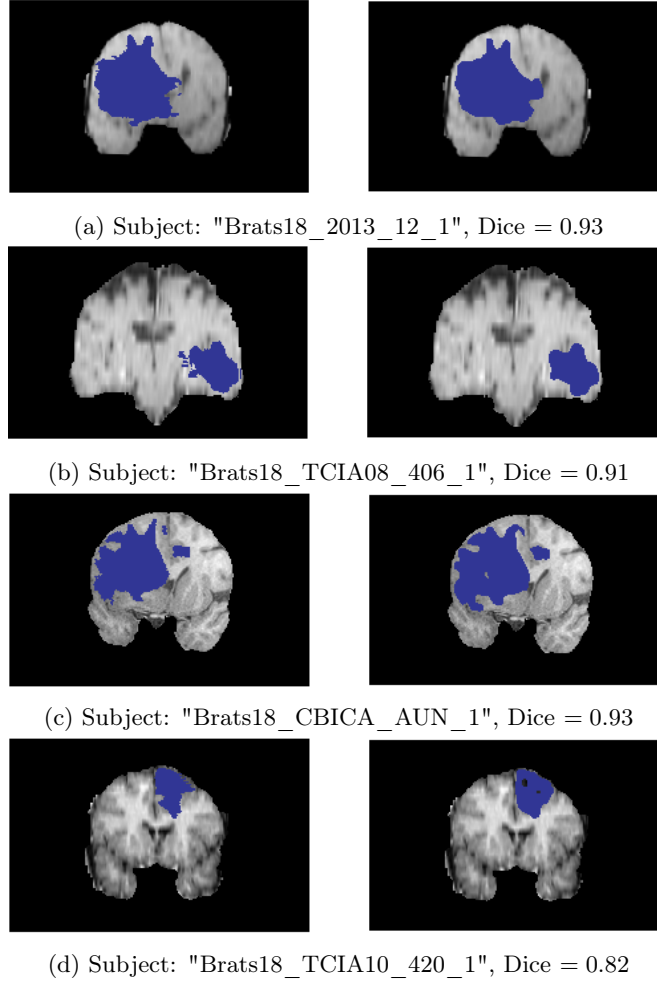 (a) Subject: "Brats18_2013_12_1", Dice = 0.93
(b) Subject: "Brats18_TCIA08_406_1", Dice = 0.91
(c) Subject: "Brats18_CBICA_AUN_1", Dice = 0.93
(d) Subject: "Brats18_TCIA10_420_1", Dice = 0.82